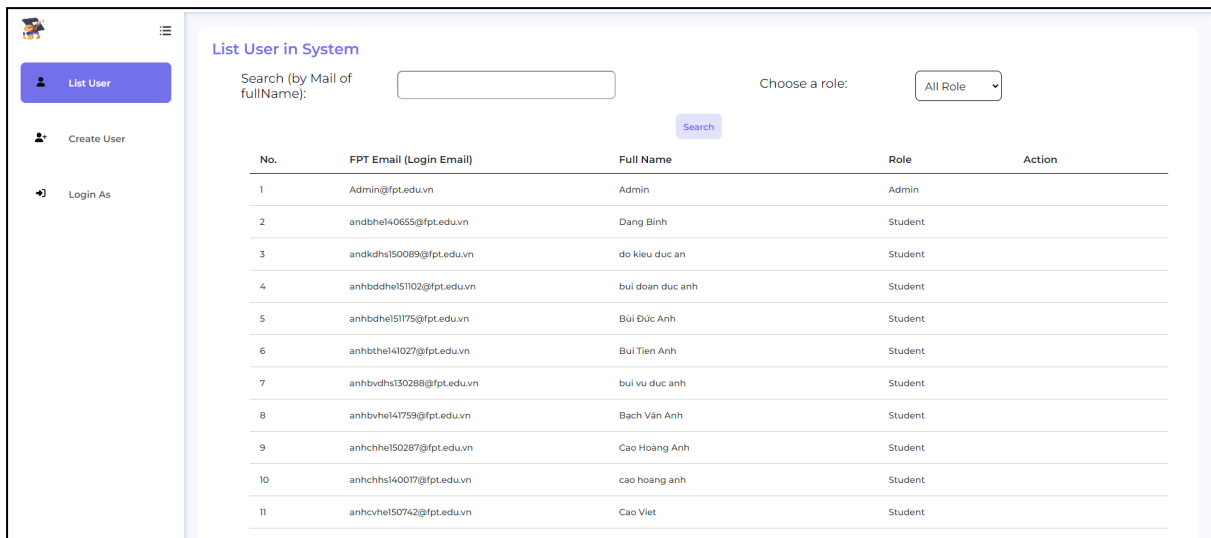 List User in System
List User
Search (by Mail of
fullName):
Choose a role:
All Role
Search
Create User
Login As
No. FPT Email (Login Email) Full Name Role Action
1 Admin@fpt.edu.vn Admin Admin
2 andbhe140655@fpt.edu.vn Dang Binh Student
3 andkdhs150089@fpt.edu.vn do kieu duc an Student
4 anhbddhe151102@fpt.edu.vn bui doan duc anh Student
5 anhbdhe151175@fpt.edu.vn Bùi Đức Anh Student
6 anhbthe141027@fpt.edu.vn Bui Tien Anh Student
7 anhbvdhs130288@fpt.edu.vn bui vu duc anh Student
8 anhbvhe141759@fpt.edu.vn Bạch Văn Anh Student
9 anhchhe150287@fpt.edu.vn Cao Hoàng Anh Student
10 anhchhs140017@fpt.edu.vn cao hoang anh Student
11 anhcvhe150742@fpt.edu.vn Cao Viet Student